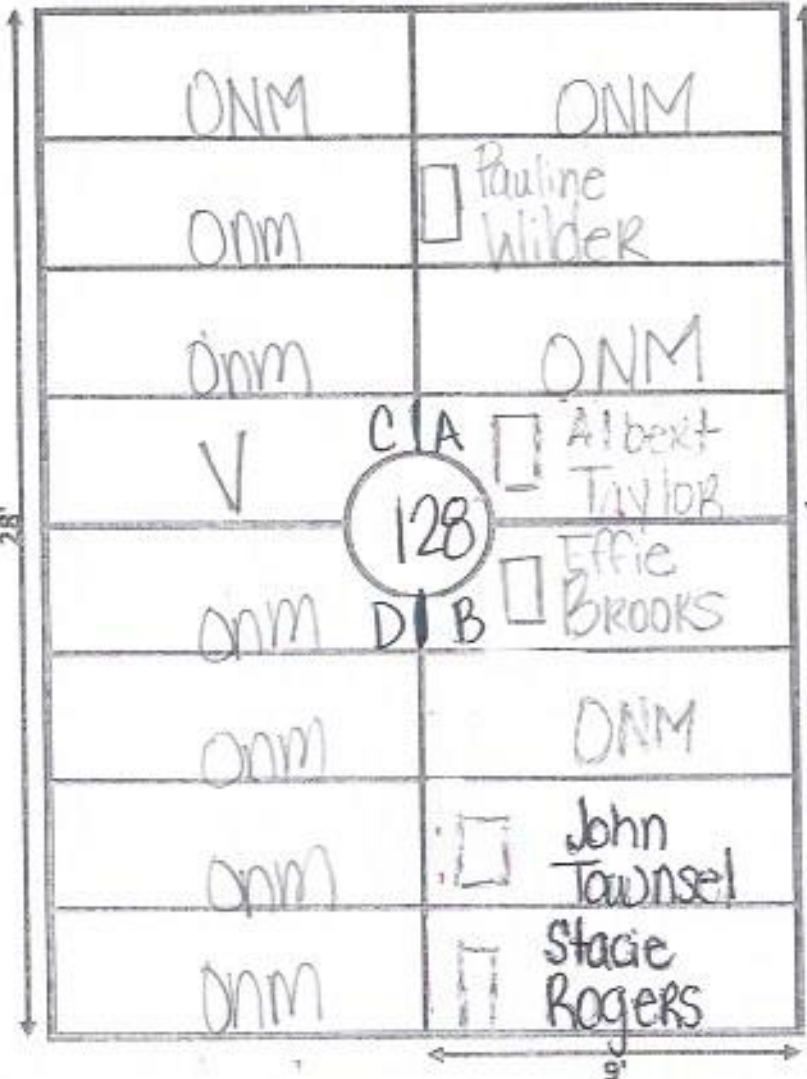 ONM
ONM
onm
Pauline
WildeR
onm
ONM
V
C A
Albert
TaylOR
28'
128
Effie
BROOKS
onm
D B
onm
ONM
onm
John
Townsel
onm
Stacie
RogeRS
9'